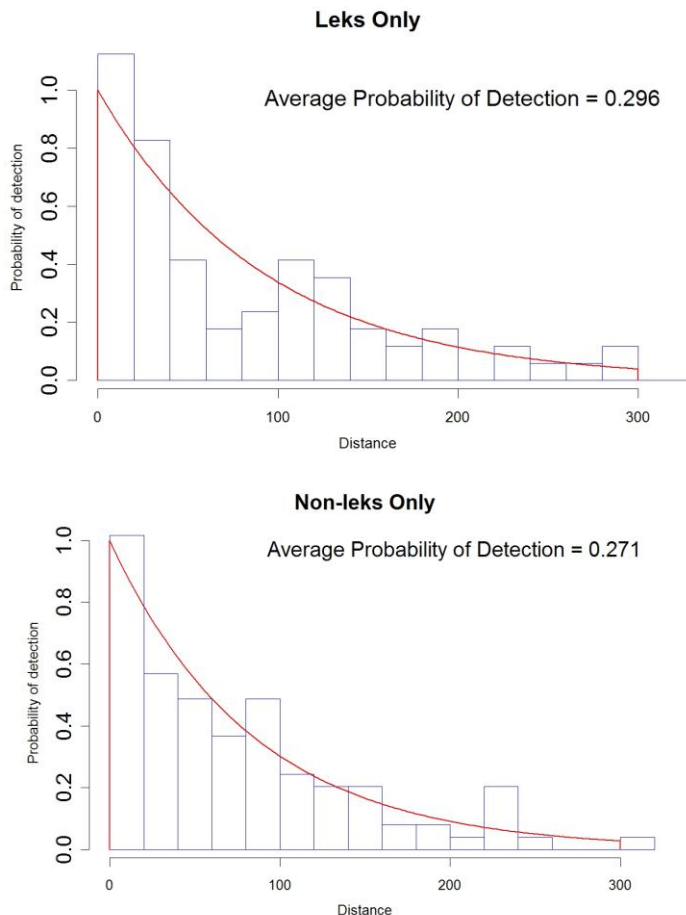 Leks Only
Average Probability of Detection = 0.296
Probability of detection
1.0
0.8
0.6
0.4
0.2
0.0
0 100 200 300
Distance
Non-leks Only
Average Probability of Detection = 0.271
Probability of detection
1.0
0.8
0.6
0.4
0.2
0.0
0 100 200 300
Distance